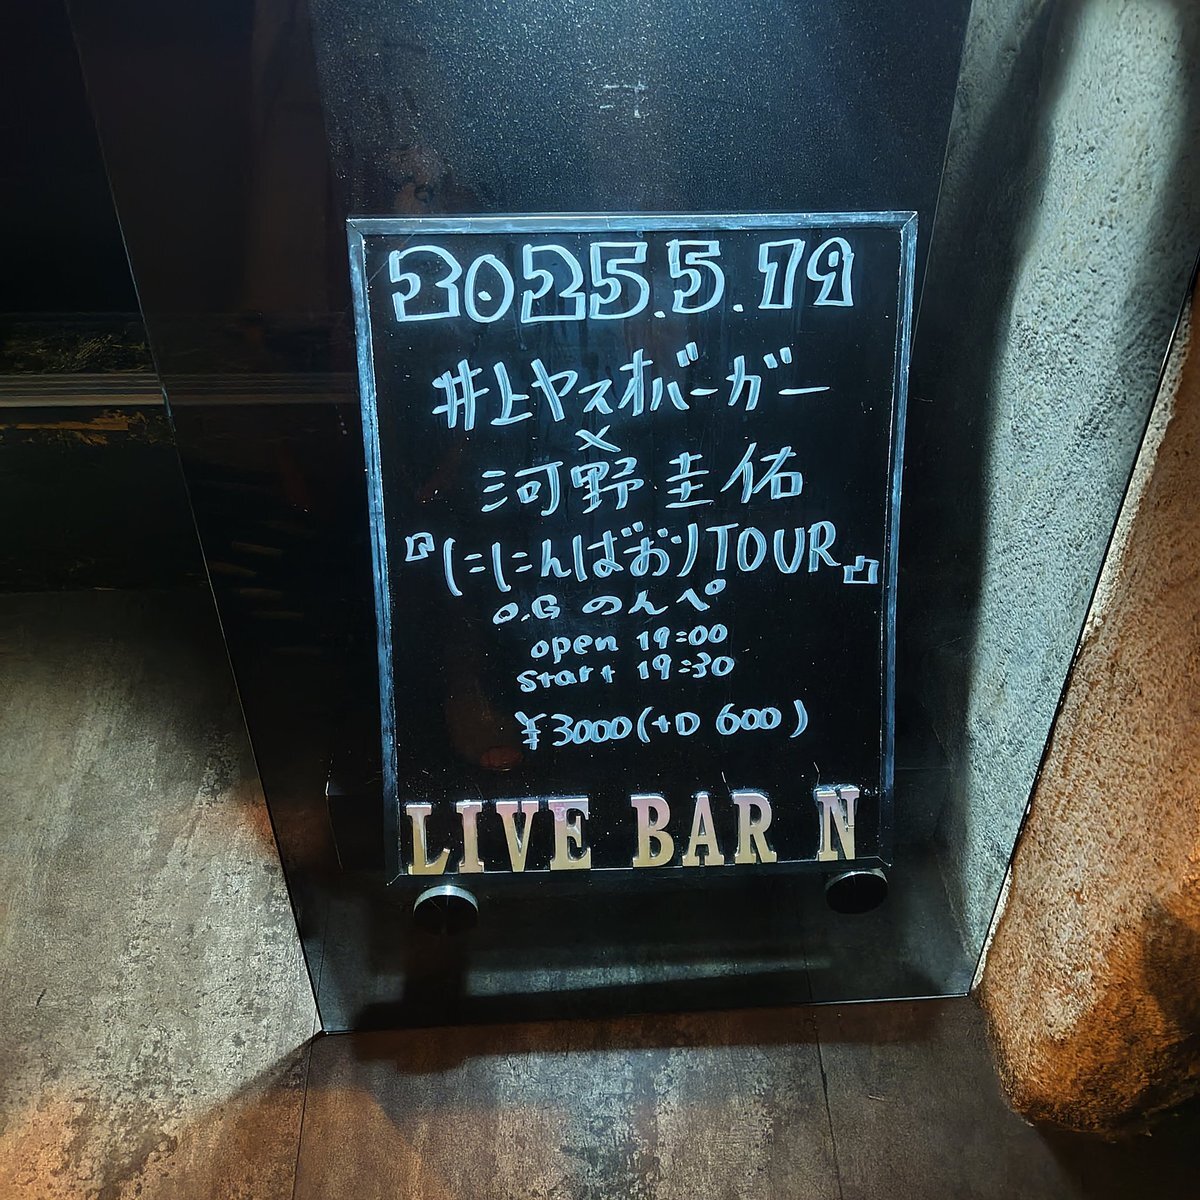 2025.5.19
井上ヤスオバーガー
×
河野圭佑
『ににんばおりTOUR』
O.G のんぺ
open 19:00
start 19:30
¥3000(+D 600)
LIVE BAR N